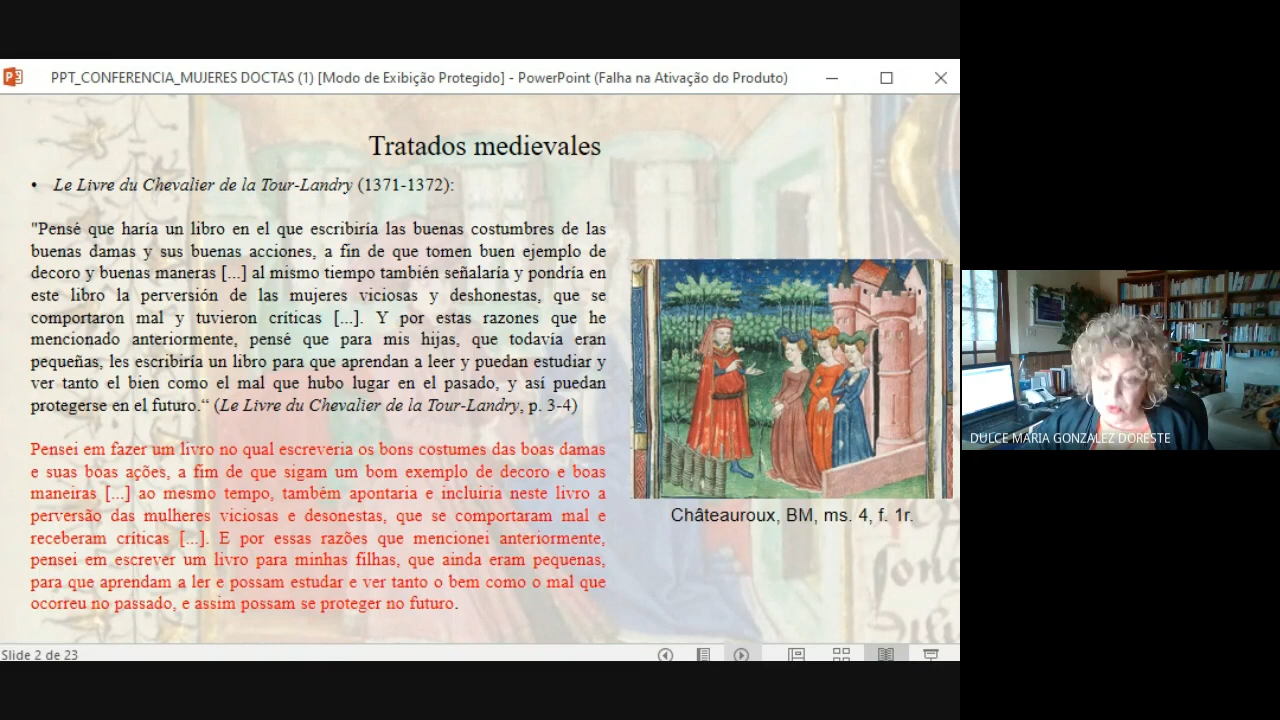 PPT_CONFERENCIA_MUJERES DOCTAS (1) [Modo de Exibição Protegido] - PowerPoint (Falha na Ativação do Produto)
Tratados medievales
• Le Livre du Chevalier de la Tour-Landry (1371-1372):
"Pensé que haría un libro en el que escribiría las buenas costumbres de las
buenas damas y sus buenas acciones, a fin de que tomen buen ejemplo de
decoro y buenas maneras [...] al mismo tiempo también señalaría y pondría en
este libro la perversión de las mujeres viciosas y deshonestas, que se
comportaron mal y tuvieron críticas [...]. Y por estas razones que he
mencionado anteriormente, pensé que para mis hijas, que todavía eran
pequeñas, les escribiría un libro para que aprendan a leer y puedan estudiar y
ver tanto el bien como el mal que hubo lugar en el pasado, y así puedan
protegerse en el futuro.“ (Le Livre du Chevalier de la Tour-Landry, p. 3-4)
Pensei em fazer um livro no qual escreveria os bons costumes das boas damas
e suas boas ações, a fim de que sigam um bom exemplo de decoro e boas
maneiras [...] ao mesmo tempo, também apontaria e incluiria neste livro a
perversão das mulheres viciosas e desonestas, que se comportaram mal e
receberam críticas [...]. E por essas razões que mencionei anteriormente,
pensei em escrever um livro para minhas filhas, que ainda eram pequenas,
para que aprendam a ler e possam estudar e ver tanto o bem como o mal que
ocorreu no passado, e assim possam se proteger no futuro.
Châteauroux, BM, ms. 4, f. 1r.
DULCE MARIA GONZALEZ DORESTE
Slide 2 de 23